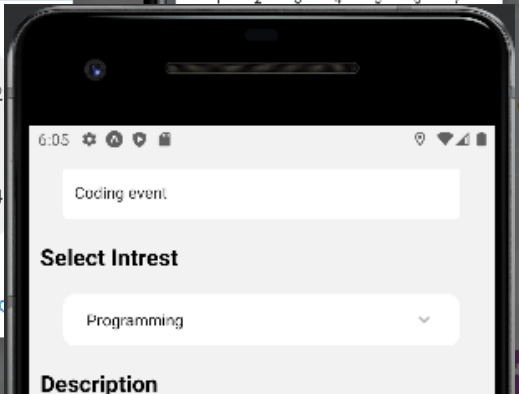 6:05
Coding event
Select Intrest
Programming
Description